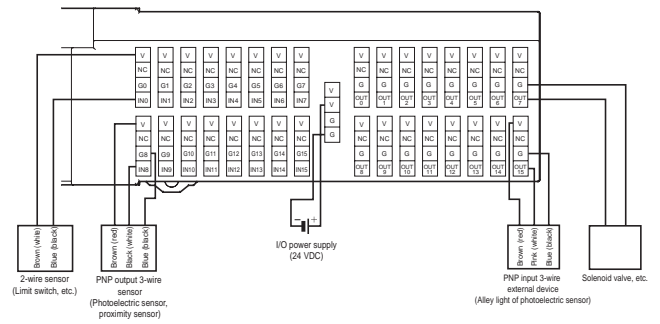 V V V V V V V V V V V V V V V V
NC NC NC NC NC NC NC NC NC NC NC NC NC NC NC NC
G0 G1 G2 G3 G4 G5 G6 G7 G G G G G G G G
IN0 IN1 IN2 IN3 IN4 IN5 IN6 IN7 OUT 0 OUT 1 OUT 2 OUT 3 OUT 4 OUT 5 OUT 6 OUT 7
V
V
G
G
V V V V V V V V V V V V V V V V
NC NC NC NC NC NC NC NC NC NC NC NC NC NC NC NC
G8 G9 G10 G11 G12 G13 G14 G15 G G G G G G G G
IN8 IN9 IN10 IN11 IN12 IN13 IN14 IN15 OUT 8 OUT 9 OUT 10 OUT 11 OUT 12 OUT 13 OUT 14 OUT 15
Brown (white)
Blue (black)
2-wire sensor
(Limit switch, etc.)
Brown (red)
Black (white)
Blue (black)
PNP output 3-wire
sensor
(Photoelectric sensor,
proximity sensor)
− +
I/O power supply
(24 VDC)
Brown (red)
Pink (white)
Blue (black)
PNP input 3-wire
external device
(Alley light of photoelectric sensor)
Solenoid valve, etc.